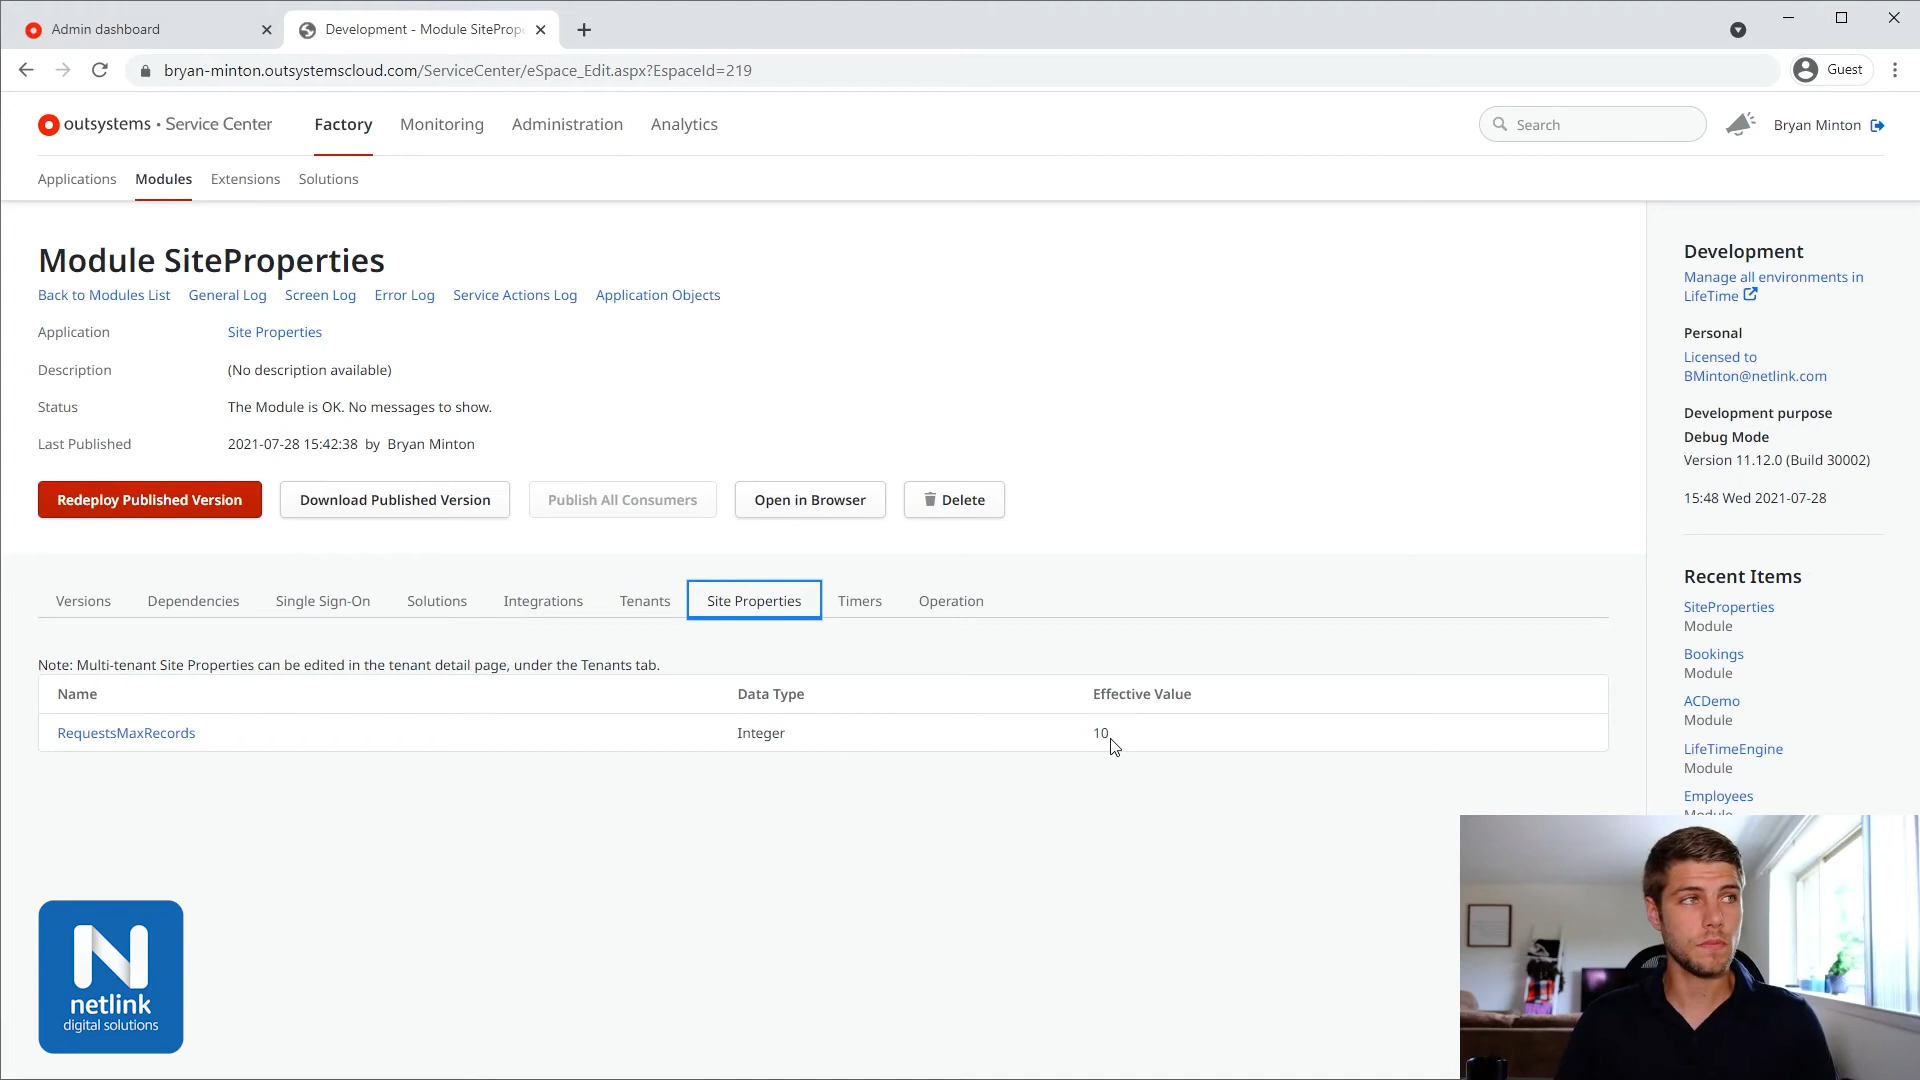 Admin dashboard
Development - Module SiteProp
bryan-minton.outsystemscloud.com/ServiceCenter/eSpace_Edit.aspx?EspaceId=219
Guest
outsystems • Service Center
Factory
Monitoring
Administration
Analytics
Search
Bryan Minton
Applications
Modules
Extensions
Solutions
Module SiteProperties
Back to Modules List
General Log
Screen Log
Error Log
Service Actions Log
Application Objects
Application
Site Properties
Description
(No description available)
Status
The Module is OK. No messages to show.
Last Published
2021-07-28 15:42:38 by Bryan Minton
Redeploy Published Version
Download Published Version
Publish All Consumers
Open in Browser
Delete
Versions
Dependencies
Single Sign-On
Solutions
Integrations
Tenants
Site Properties
Timers
Operation
Note: Multi-tenant Site Properties can be edited in the tenant detail page, under the Tenants tab.
Name
Data Type
Effective Value
RequestsMaxRecords
Integer
10
Development
Manage all environments in
LifeTime
Personal
Licensed to
BMinton@netlink.com
Development purpose
Debug Mode
Version 11.12.0 (Build 30002)
15:48 Wed 2021-07-28
Recent Items
SiteProperties
Module
Bookings
Module
ACDemo
Module
LifeTimeEngine
Module
Employees
Module
N
netlink
digital solutions